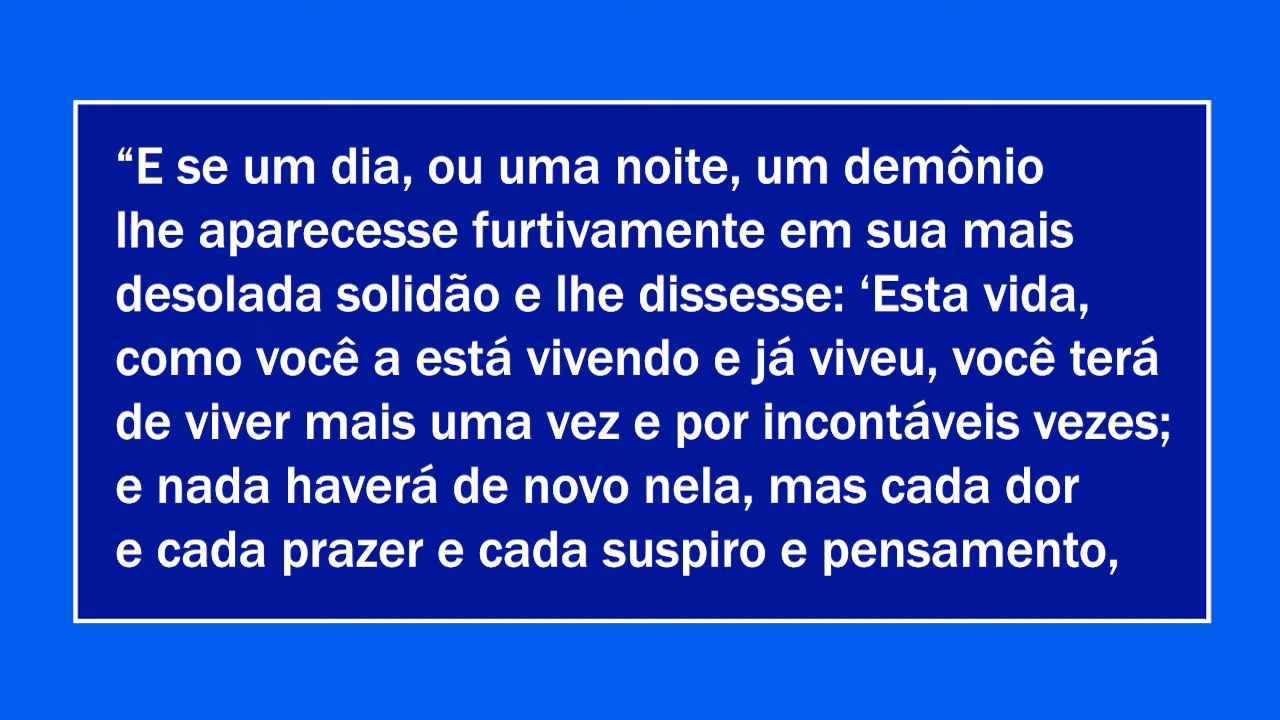 “E se um dia, ou uma noite, um demônio
lhe aparecesse furtivamente em sua mais
desolada solidão e lhe dissesse: ‘Esta vida,
como você a está vivendo e já viveu, você terá
de viver mais uma vez e por incontáveis vezes;
e nada haverá de novo nela, mas cada dor
e cada prazer e cada suspiro e pensamento,